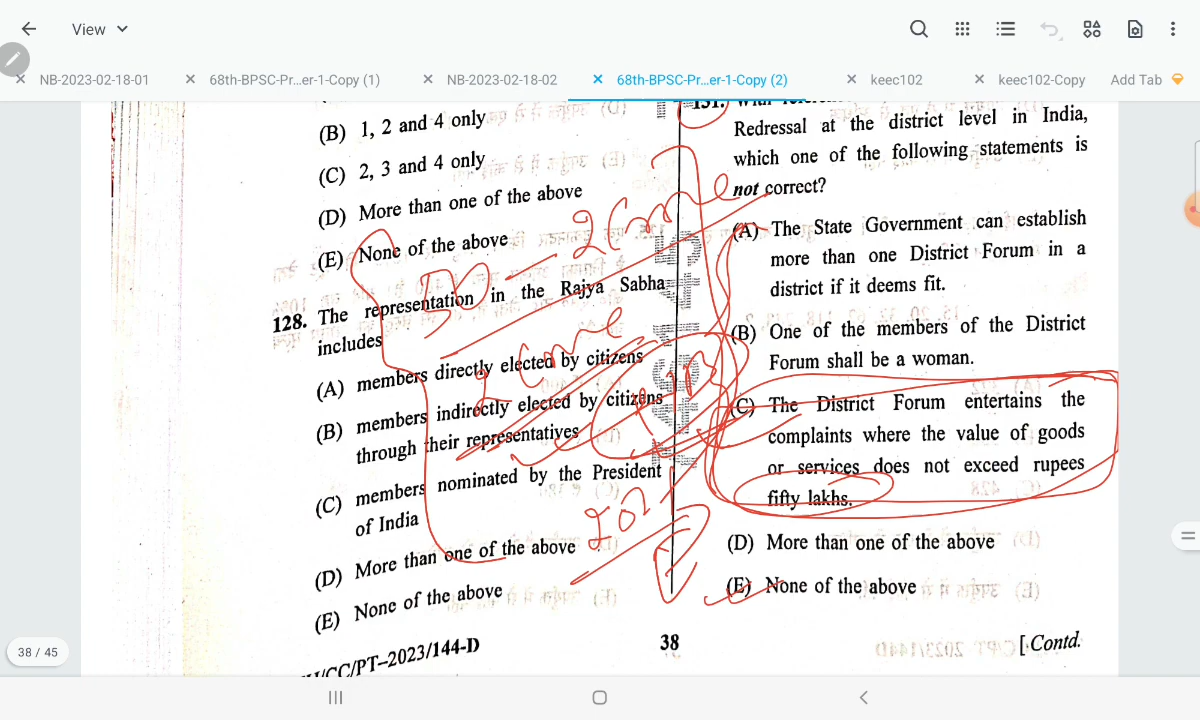 View
NB-2023-02-18-01
68th-BPSC-Pr...er-1-Copy (1)
NB-2023-02-18-02
68th-BPSC-Pr...er-1-Copy (2)
keec102
keec102-Copy
Add Tab
(B) 1, 2 and 4 only
(C) 2, 3 and 4 only
(D) More than one of the above
(E) None of the above
128. The representation in the Rajya Sabha
includes
(A) members directly elected by citizens
(B) members indirectly elected by citizens
through their representatives
(C) members nominated by the President
of India
(D) More than one of the above
(E) None of the above
/CC/PT–2023/144-D
131.
Redressal at the district level in India,
which one of the following statements is
not correct?
(A) The State Government can establish
more than one District Forum in a
district if it deems fit.
(B) One of the members of the District
Forum shall be a woman.
(C) The District Forum entertains the
complaints where the value of goods
or services does not exceed rupees
fifty lakhs.
(D) More than one of the above
(E) None of the above
50 – 2
38
[ Contd.
38 / 45